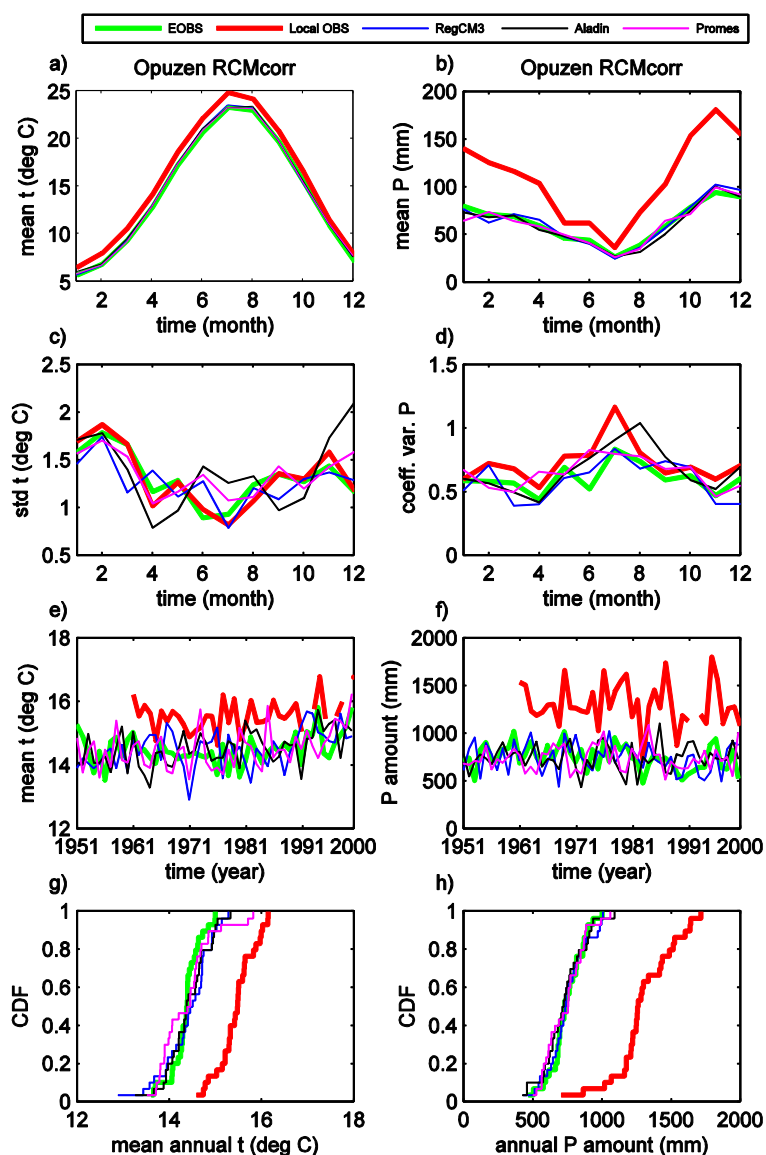 EOBS Local OBS RegCM3 Aladin Promes
a) Opuzen RCMcorr
25
20
15
10
5
mean t (deg C)
2 4 6 8 10 12
time (month)
b) Opuzen RCMcorr
200
150
100
50
0
mean P (mm)
2 4 6 8 10 12
time (month)
c)
2.5
2
1.5
1
0.5
std t (deg C)
2 4 6 8 10 12
time (month)
d)
1.5
1
0.5
0
coeff. var. P
2 4 6 8 10 12
time (month)
e)
18
16
14
12
mean t (deg C)
1951 1961 1971 1981 1991 2000
time (year)
f)
2000
1500
1000
500
0
P amount (mm)
1951 1961 1971 1981 1991 2000
time (year)
g)
1
0.8
0.6
0.4
0.2
0
CDF
12 14 16 18
mean annual t (deg C)
h)
1
0.8
0.6
0.4
0.2
0
CDF
0 500 1000 1500 2000
annual P amount (mm)